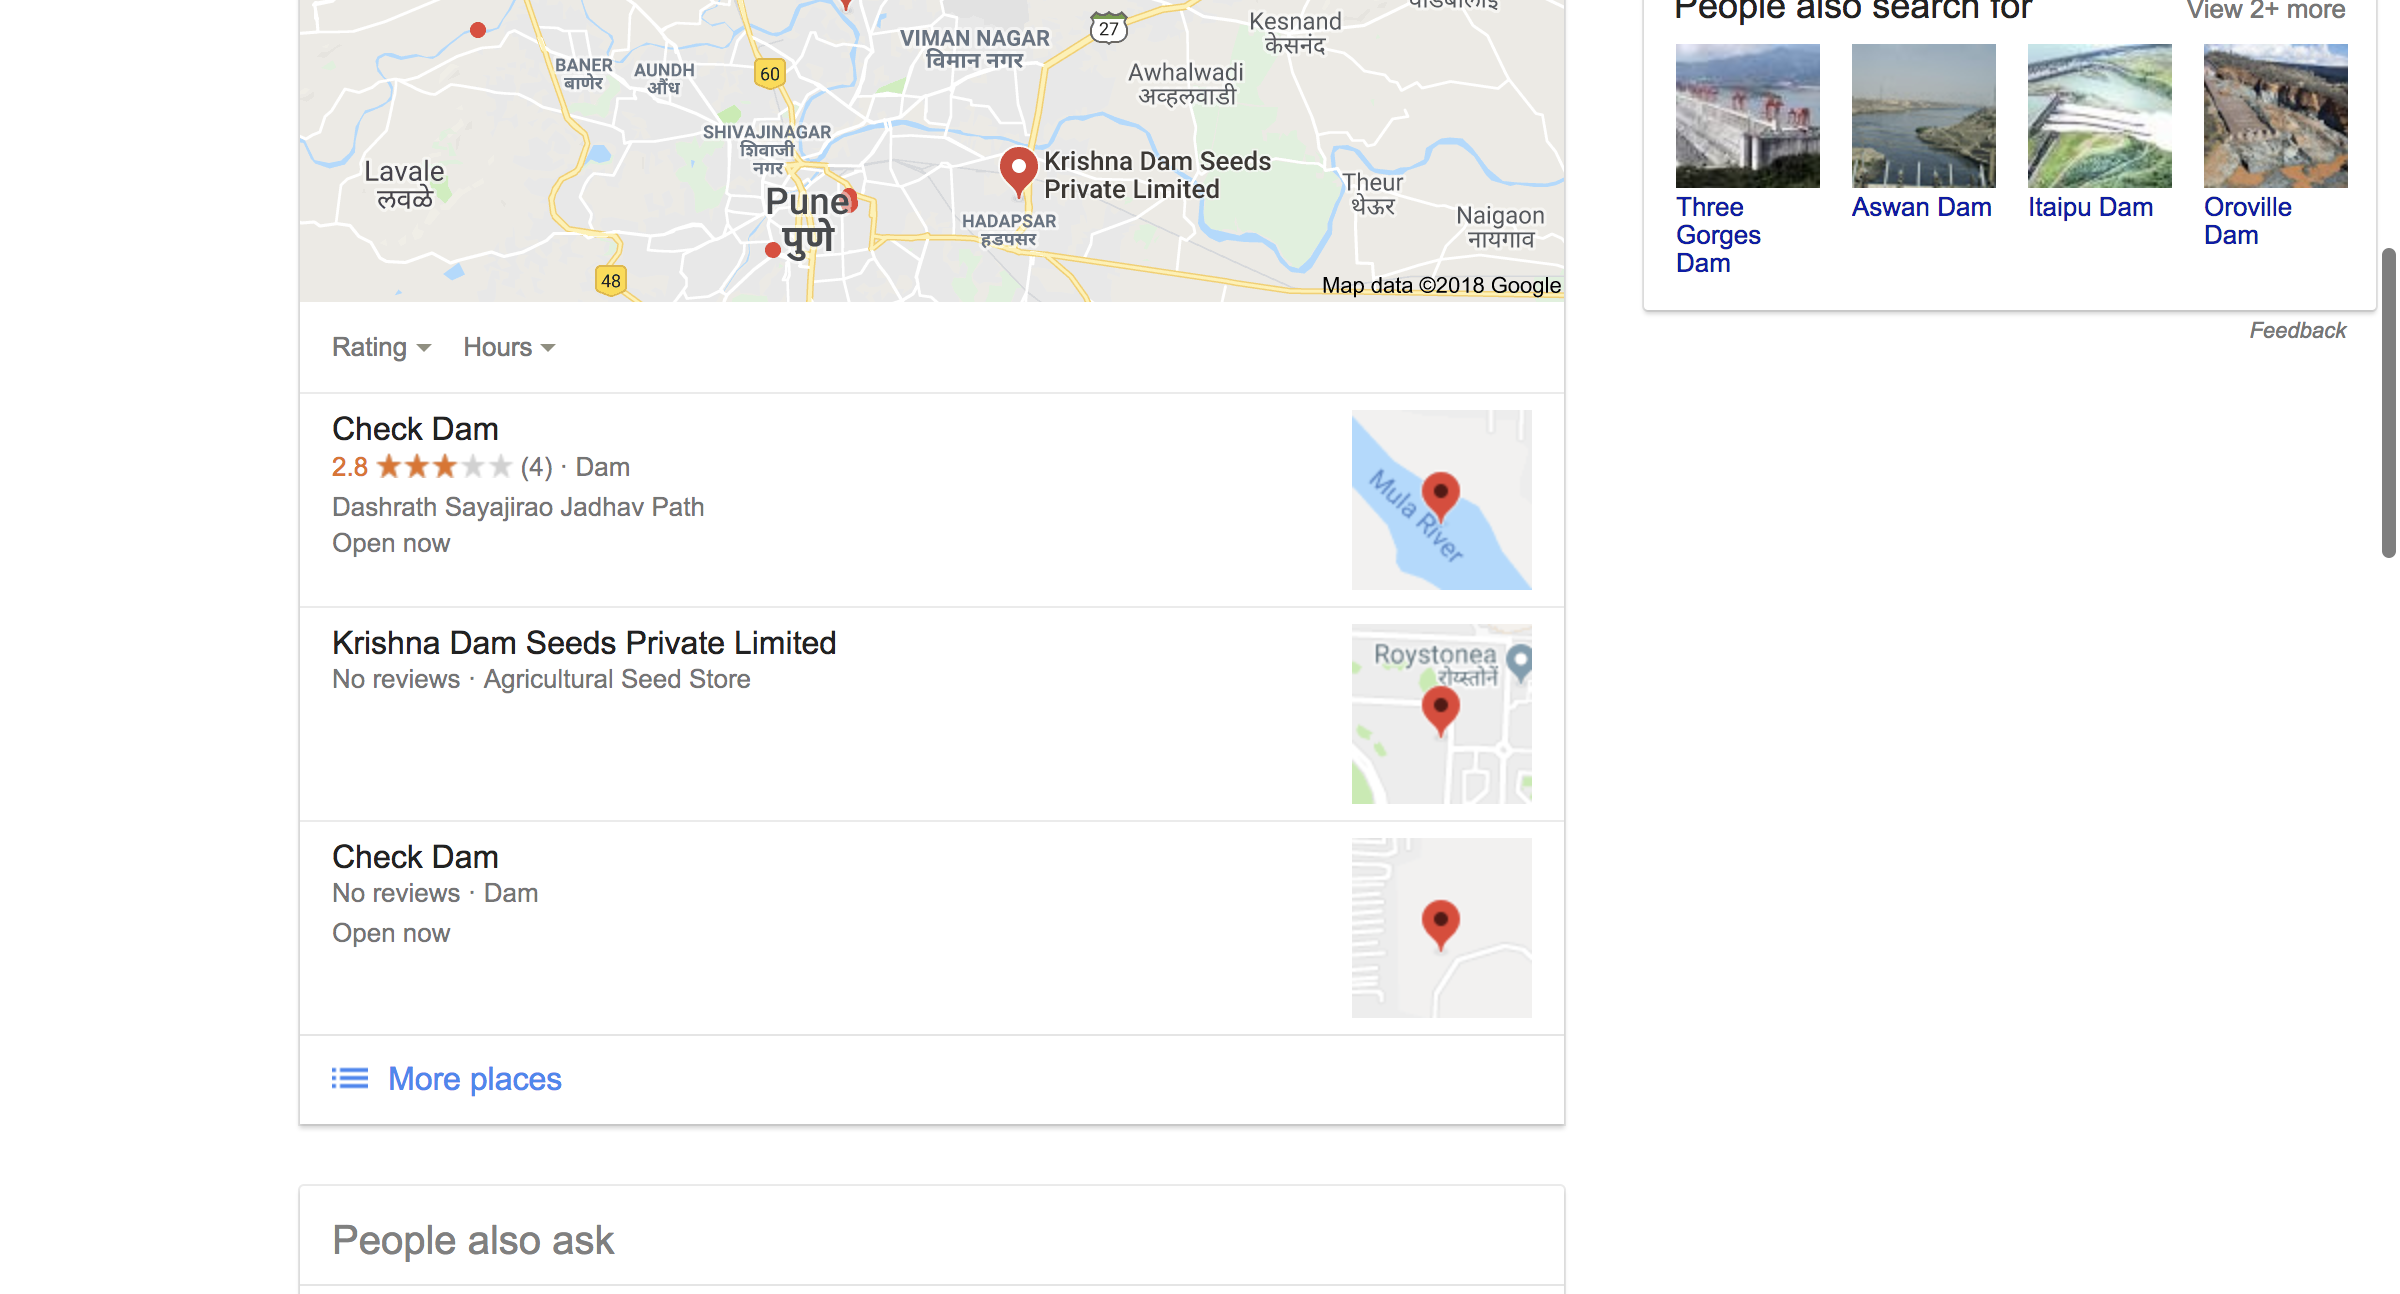 People also search for
View 2+ more
27
Kesnand
केसनंद
VIMAN NAGAR
विमान नगर
BANER
बाणेर
AUNDH
औंध
60
Awhalwadi
अव्हलवाडी
SHIVAJINAGAR
शिवाजी
नगर
Lavale
लवळे
Krishna Dam Seeds
Private Limited
Pune
पुणे
HADAPSAR
हडपसर
Theur
थेऊर
Naigaon
नायगाव
48
Map data ©2018 Google
Three
Gorges
Dam
Aswan Dam
Itaipu Dam
Oroville
Dam
Feedback
Rating
Hours
Check Dam
2.8 (4) · Dam
Dashrath Sayajirao Jadhav Path
Open now
Mula River
Krishna Dam Seeds Private Limited
No reviews · Agricultural Seed Store
Roystonea
रोय्स्तोनें
Check Dam
No reviews · Dam
Open now
More places
People also ask